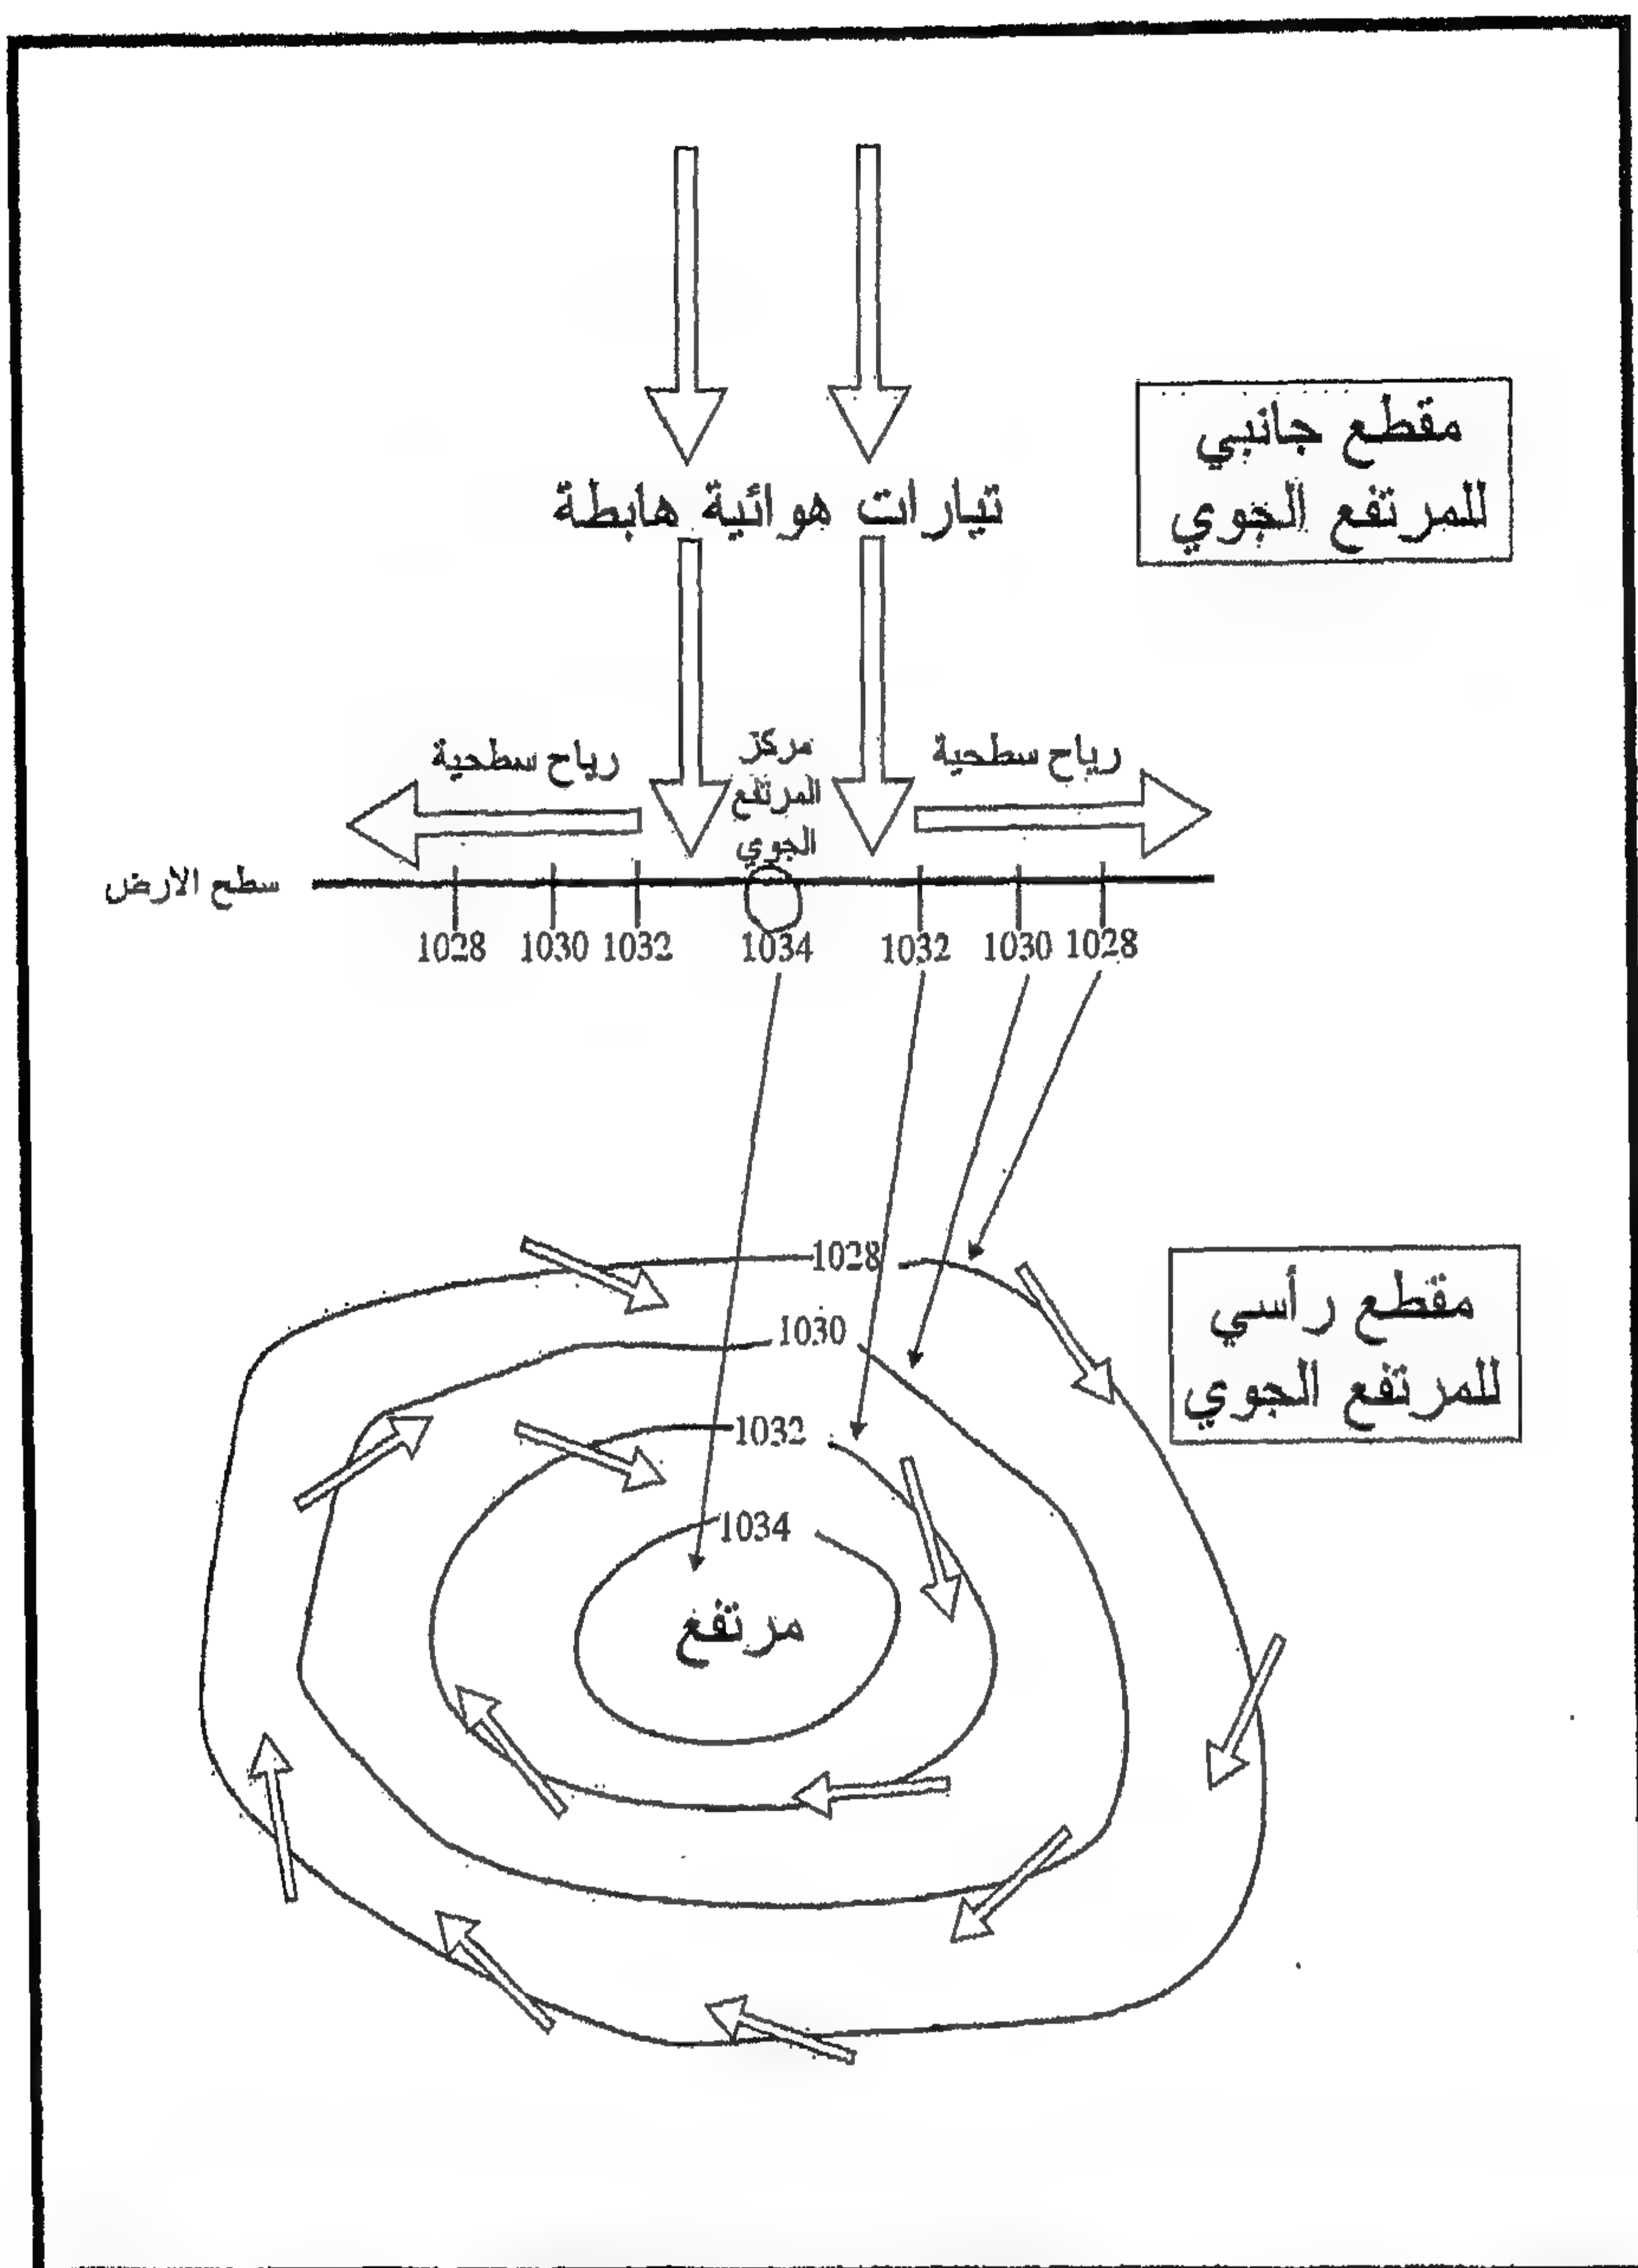 مقطع جانبي
للمرتفع الجوي
تيارات هوائية هابطة
رياح سطحية
مركز
المرتفع
الجوي
رياح سطحية
سطح الارض
1028 1030 1032 1034 1032 1030 1028
مقطع رأسي
للمرتفع الجوي
1028
1030
1032
1034
مرتفع